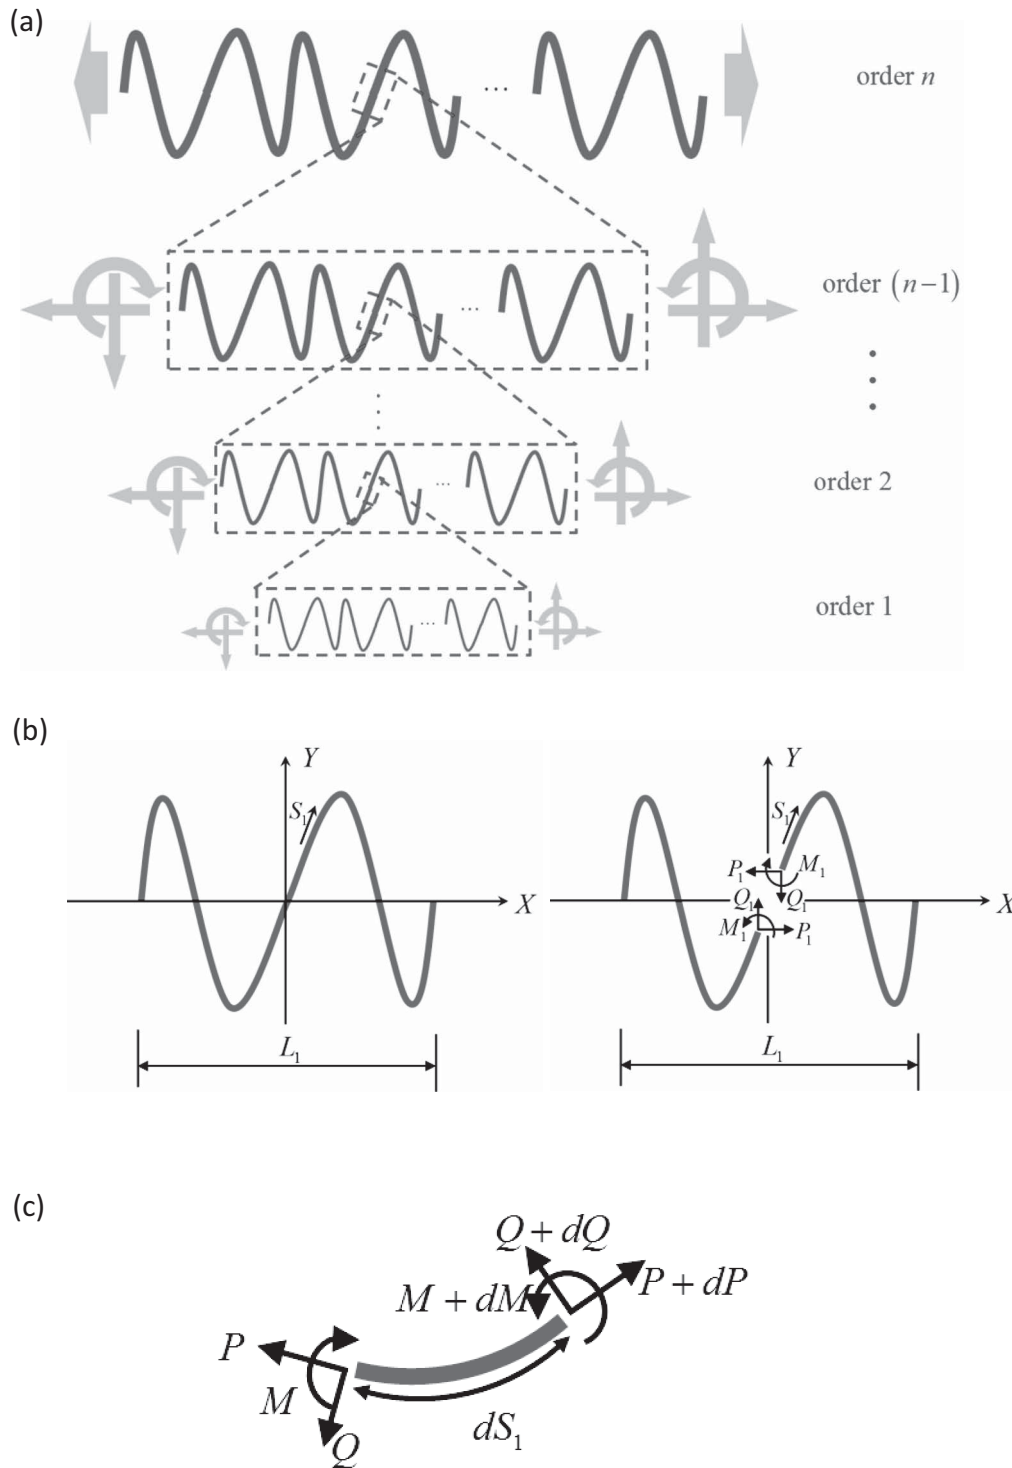 (a)
order n
...
order (n−1)
...
order 2
...
order 1
...
(b)
Y
S₁
X
L₁
Y
S₁
P₁
M₁
Q₁
Q₁
X
M₁
P₁
L₁
(c)
Q + dQ
M + dM
P + dP
P
M
Q
dS₁